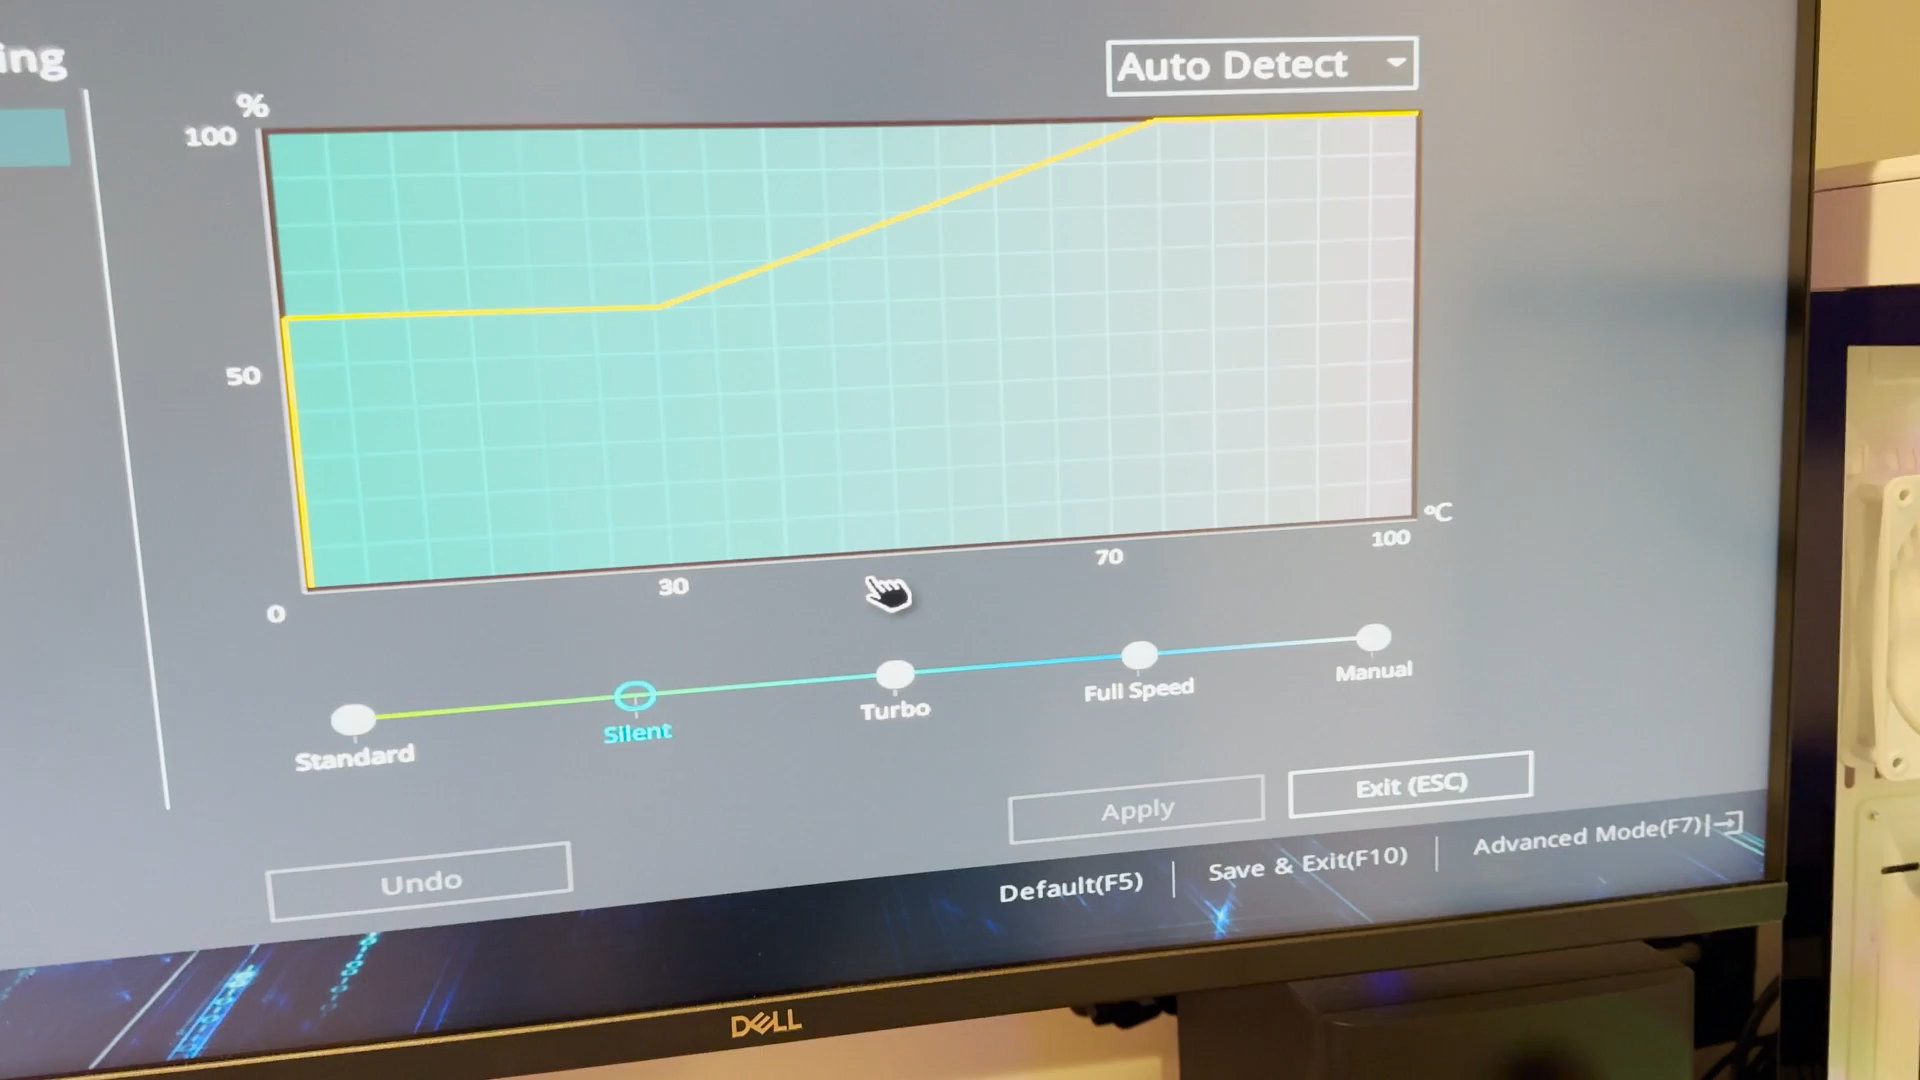 ing
Auto Detect
%
100
50
0
30
70
100
°C
Standard
Silent
Turbo
Full Speed
Manual
Undo
Apply
Exit (ESC)
Default(F5)
Save & Exit(F10)
Advanced Mode(F7)
DELL